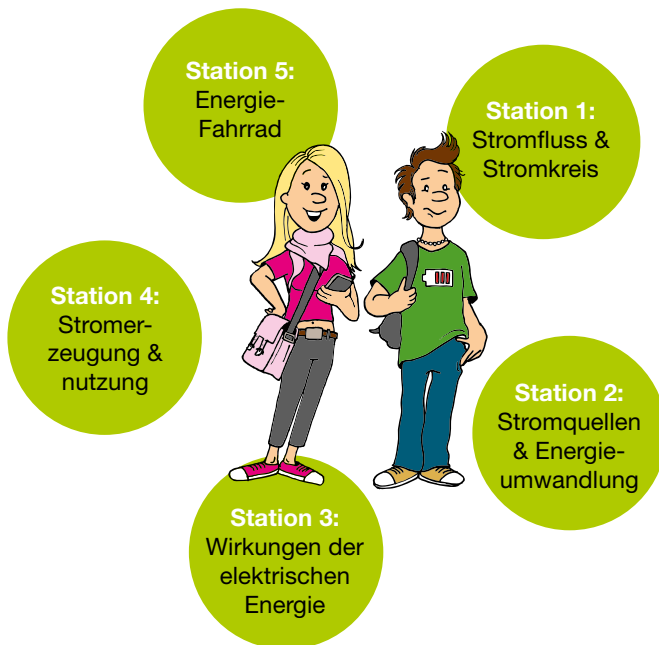 Station 5:
Energie-
Fahrrad
Station 1:
Stromfluss &
Stromkreis
Station 4:
Stromer-
zeugung &
nutzung
Station 2:
Stromquellen
& Energie-
umwandlung
Station 3:
Wirkungen der
elektrischen
Energie